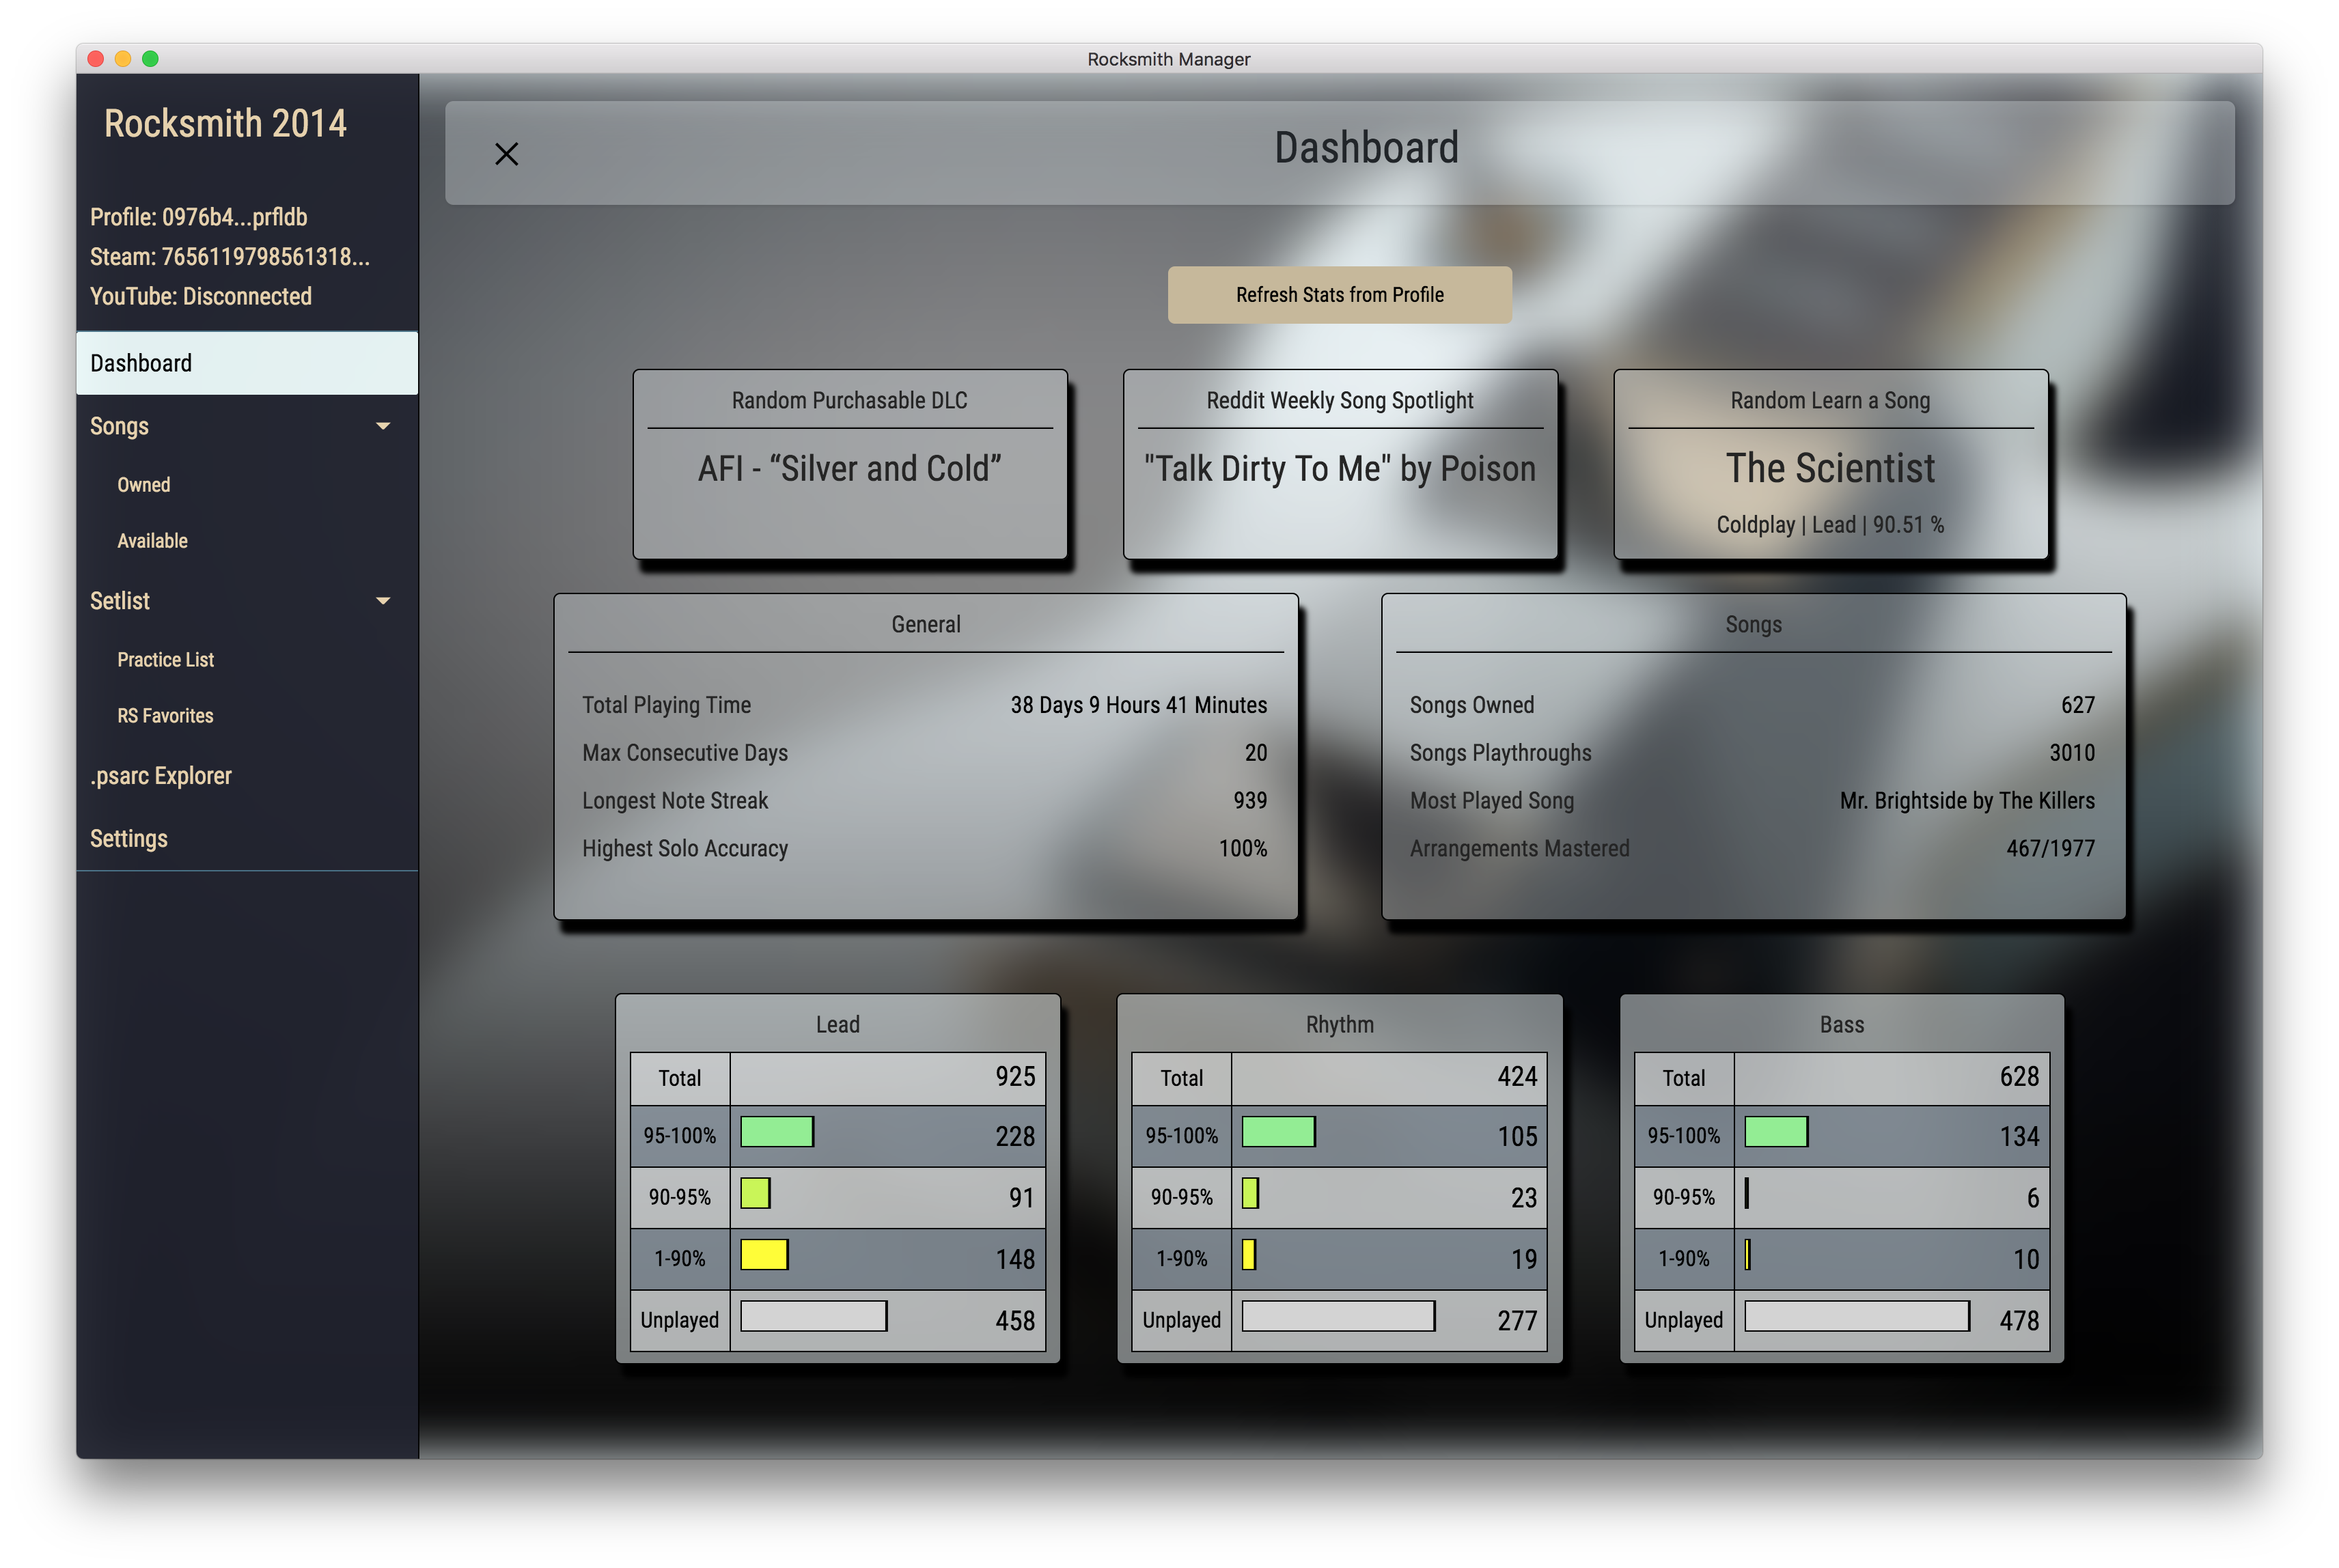 Rocksmith Manager
Rocksmith 2014
Profile: 0976b4...prfldb
Steam: 7656119798561318...
YouTube: Disconnected
Dashboard
Songs
Owned
Available
Setlist
Practice List
RS Favorites
.psarc Explorer
Settings
Dashboard
Refresh Stats from Profile
Random Purchasable DLC
AFI - “Silver and Cold”
Reddit Weekly Song Spotlight
"Talk Dirty To Me" by Poison
Random Learn a Song
The Scientist
Coldplay | Lead | 90.51 %
General
Total Playing Time 38 Days 9 Hours 41 Minutes
Max Consecutive Days 20
Longest Note Streak 939
Highest Solo Accuracy 100%
Songs
Songs Owned 627
Songs Playthroughs 3010
Most Played Song Mr. Brightside by The Killers
Arrangements Mastered 467/1977
Lead
Total 925
95-100% 228
90-95% 91
1-90% 148
Unplayed 458
Rhythm
Total 424
95-100% 105
90-95% 23
1-90% 19
Unplayed 277
Bass
Total 628
95-100% 134
90-95% 6
1-90% 10
Unplayed 478